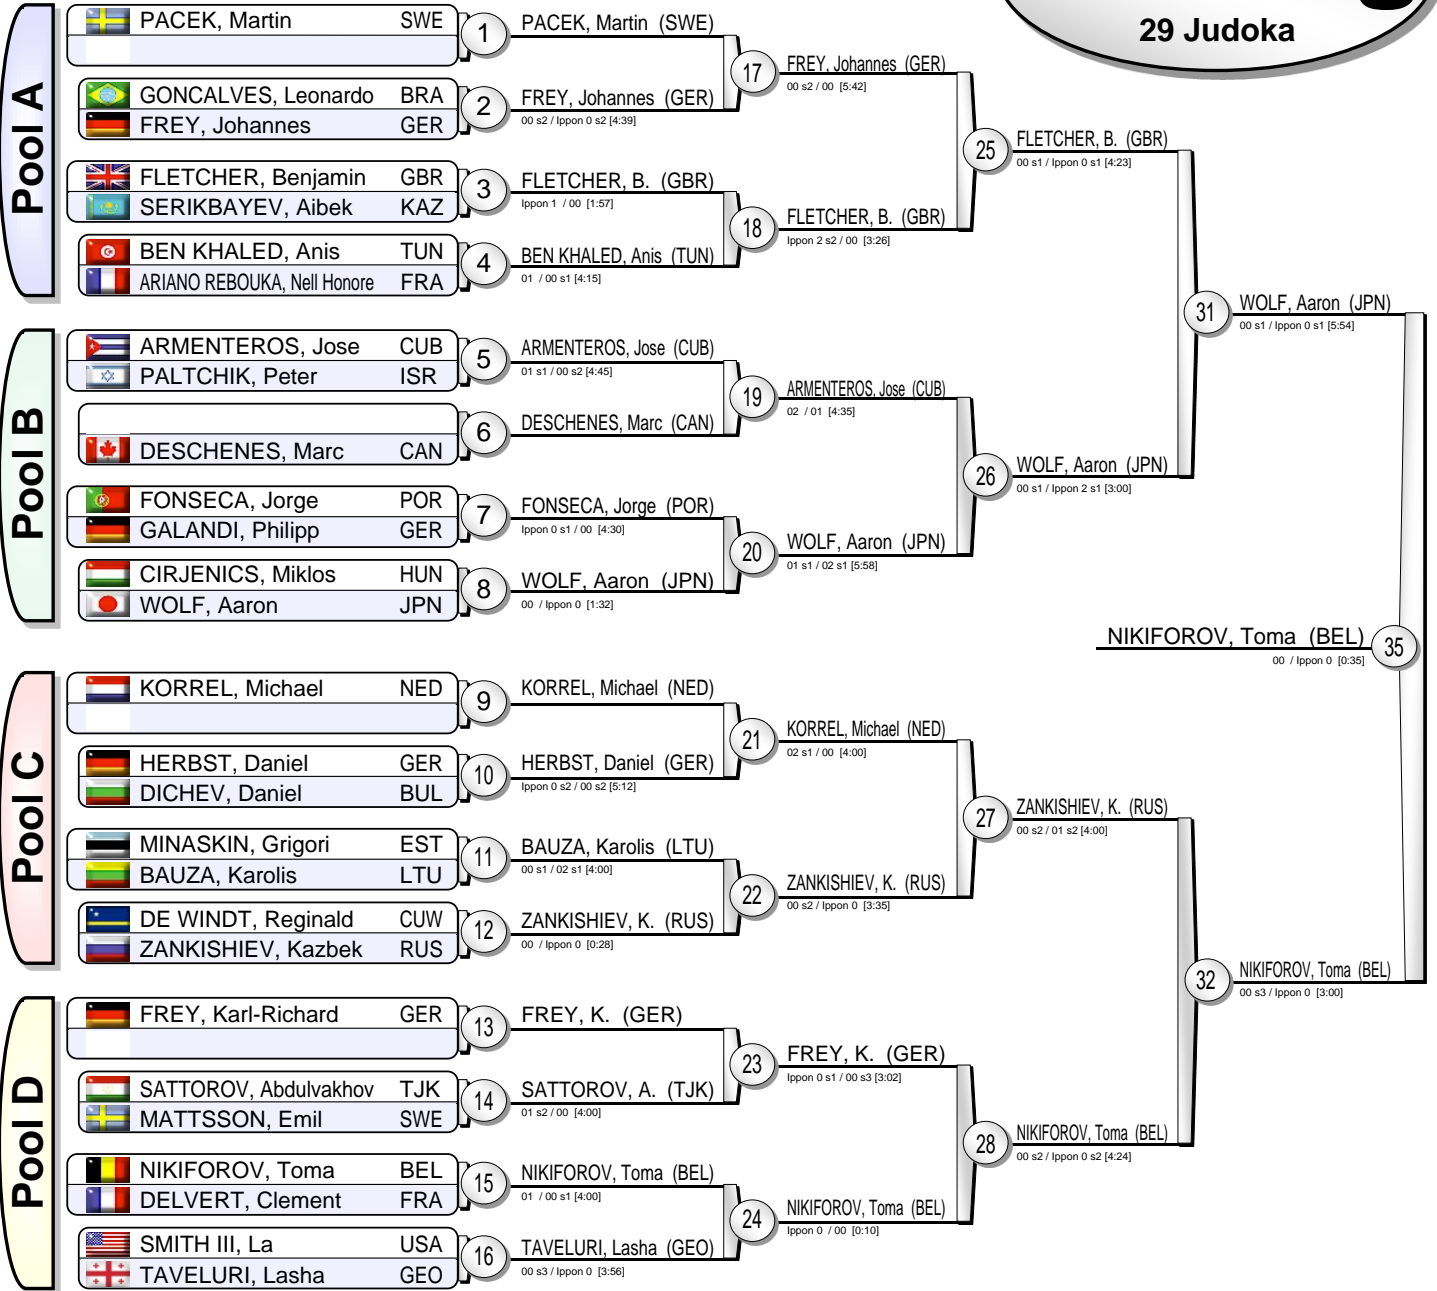 29 Judoka
Pool A
PACEK, Martin SWE
1
GONCALVES, Leonardo BRA
FREY, Johannes GER
2
FLETCHER, Benjamin GBR
SERIKBAYEV, Aibek KAZ
3
BEN KHALED, Anis TUN
ARIANO REBOUKA, Nell Honore FRA
4
Pool B
ARMENTEROS, Jose CUB
PALTCHIK, Peter ISR
5
DESCHENES, Marc CAN
6
FONSECA, Jorge POR
GALANDI, Philipp GER
7
CIRJENICS, Miklos HUN
WOLF, Aaron JPN
8
Pool C
KORREL, Michael NED
9
HERBST, Daniel GER
DICHEV, Daniel BUL
10
MINASKIN, Grigori EST
BAUZA, Karolis LTU
11
DE WINDT, Reginald CUW
ZANKISHIEV, Kazbek RUS
12
Pool D
FREY, Karl-Richard GER
13
SATTOROV, Abdulvakhov TJK
MATTSSON, Emil SWE
14
NIKIFOROV, Toma BEL
DELVERT, Clement FRA
15
SMITH III, La USA
TAVELURI, Lasha GEO
16
PACEK, Martin (SWE)
FREY, Johannes (GER)
00 s2 / Ippon 0 s2 [4:39]
17
FLETCHER, B. (GBR)
Ippon 1 / 00 [1:57]
BEN KHALED, Anis (TUN)
01 / 00 s1 [4:15]
18
ARMENTEROS, Jose (CUB)
01 s1 / 00 s2 [4:45]
DESCHENES, Marc (CAN)
19
FONSECA, Jorge (POR)
Ippon 0 s1 / 00 [4:30]
WOLF, Aaron (JPN)
00 / Ippon 0 [1:32]
20
KORREL, Michael (NED)
HERBST, Daniel (GER)
Ippon 0 s2 / 00 s2 [5:12]
21
BAUZA, Karolis (LTU)
00 s1 / 02 s1 [4:00]
ZANKISHIEV, K. (RUS)
00 / Ippon 0 [0:28]
22
FREY, K. (GER)
SATTOROV, A. (TJK)
01 s2 / 00 [4:00]
23
NIKIFOROV, Toma (BEL)
01 / 00 s1 [4:00]
TAVELURI, Lasha (GEO)
00 s3 / Ippon 0 [3:56]
24
FREY, Johannes (GER)
00 s2 / 00 [5:42]
FLETCHER, B. (GBR)
Ippon 2 s2 / 00 [3:26]
25
ARMENTEROS, Jose (CUB)
02 / 01 [4:35]
WOLF, Aaron (JPN)
01 s1 / 02 s1 [5:58]
26
KORREL, Michael (NED)
02 s1 / 00 [4:00]
ZANKISHIEV, K. (RUS)
00 s2 / Ippon 0 [3:35]
27
FREY, K. (GER)
Ippon 0 s1 / 00 s3 [3:02]
NIKIFOROV, Toma (BEL)
Ippon 0 / 00 [0:10]
28
FLETCHER, B. (GBR)
00 s1 / Ippon 0 s1 [4:23]
WOLF, Aaron (JPN)
00 s1 / Ippon 2 s1 [3:00]
31
ZANKISHIEV, K. (RUS)
00 s2 / 01 s2 [4:00]
NIKIFOROV, Toma (BEL)
00 s2 / Ippon 0 s2 [4:24]
32
WOLF, Aaron (JPN)
00 s1 / Ippon 0 s1 [5:54]
NIKIFOROV, Toma (BEL)
00 s3 / Ippon 0 [3:00]
NIKIFOROV, Toma (BEL)
00 / Ippon 0 [0:35]
35